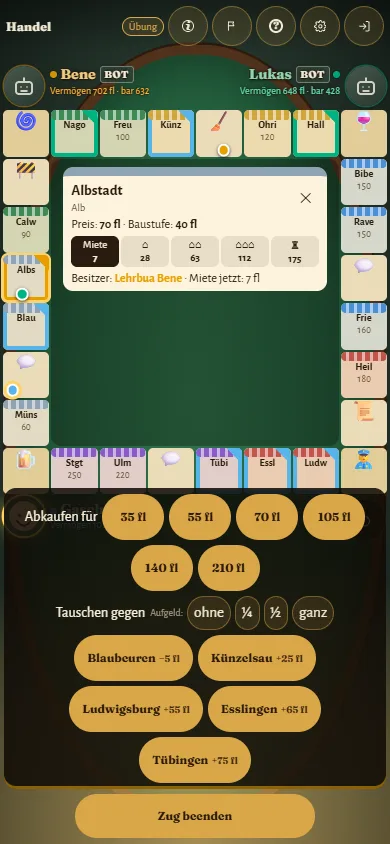 Handel
Übung
Bene BOT
Vermögen 702 fl · bar 632
Lukas BOT
Vermögen 648 fl · bar 428
Nago
Freu
100
Künz
Ohri
120
Hall
Bibe
150
Calw
90
Rave
150
Albs
Blau
Frie
160
Heil
180
Müns
60
Albstadt
Alb
Preis: 70 fl · Baustufe: 40 fl
Miete
7
28
63
112
175
Besitzer: Lehrbua Bene · Miete jetzt: 7 fl
Stgt
250
Ulm
220
Tübi
Essl
Ludw
Abkaufen für 35 fl 55 fl 70 fl 105 fl
140 fl 210 fl
Tauschen gegen Aufgeld: ohne ¼ ½ ganz
Blaubeuren −5 fl Künzelsau +25 fl
Ludwigsburg +55 fl Esslingen +65 fl
Tübingen +75 fl
Zug beenden